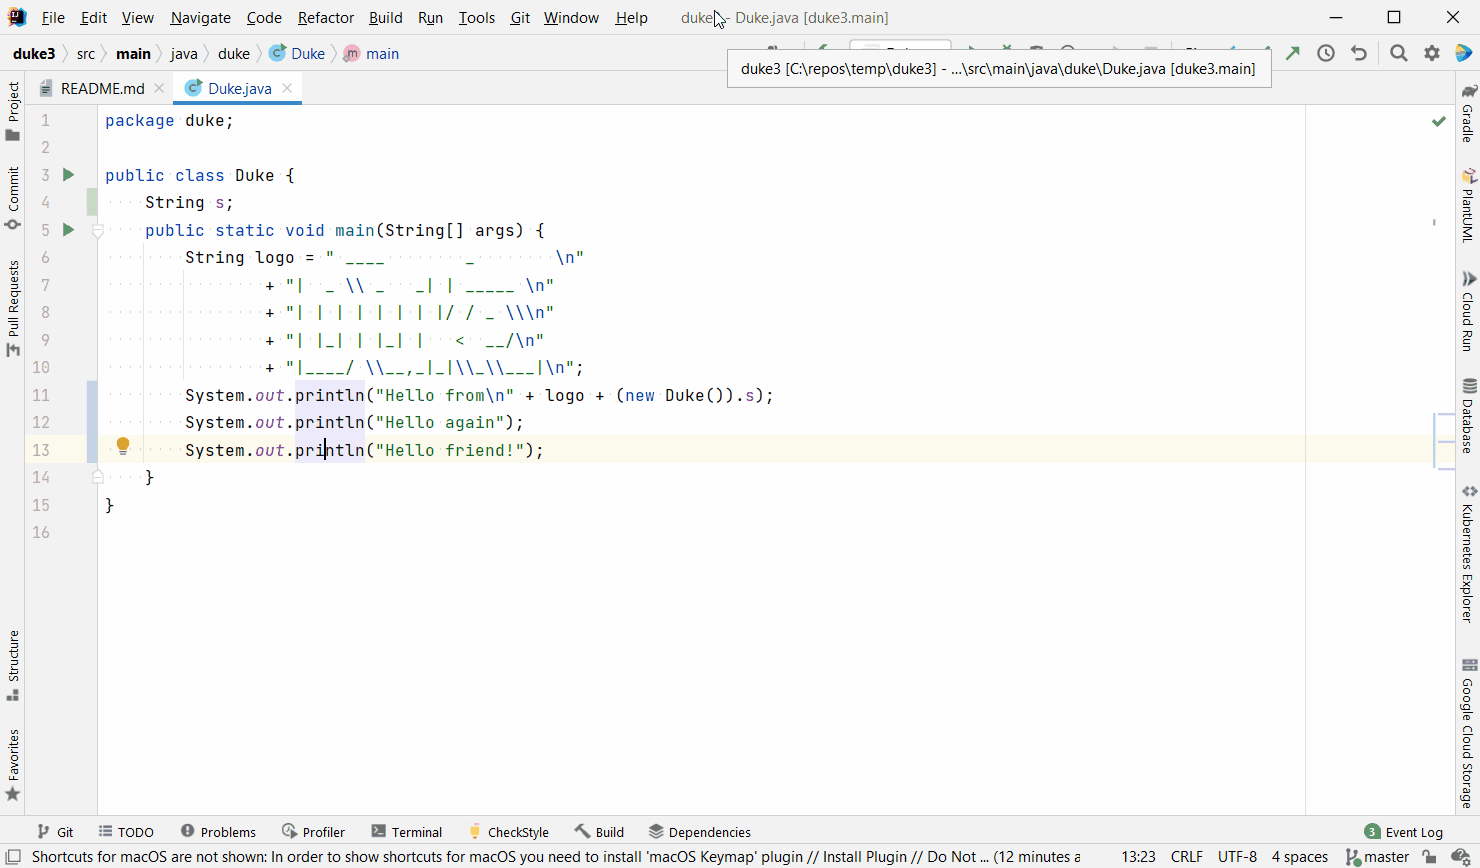 File Edit View Navigate Code Refactor Build Run Tools Git Window Help duke - Duke.java [duke3.main]
duke3 src main java duke Duke main
duke3 [C:\repos\temp\duke3] - ...\src\main\java\duke\Duke.java [duke3.main]
README.md Duke.java
1 package duke;
2
3 public class Duke {
4 String s;
5 public static void main(String[] args) {
6 String logo = " ____        _        \n"
7 + "|  _ \\ _   _| | _____ \n"
8 + "| | | | | | | |/ / _ \\\n"
9 + "| |_| | |_| |   <  __/\n"
10 + "|____/ \\__,_|_|\\_\\___|\n";
11 System.out.println("Hello from\n" + logo + (new Duke()).s);
12 System.out.println("Hello again");
13 System.out.println("Hello friend!");
14 }
15 }
16
Project
Commit
Pull Requests
Structure
Favorites
Gradle
PlantUML
Cloud Run
Database
Kubernetes Explorer
Google Cloud Storage
Git TODO Problems Profiler Terminal CheckStyle Build Dependencies 3 Event Log
Shortcuts for macOS are not shown: In order to show shortcuts for macOS you need to install 'macOS Keymap' plugin // Install Plugin // Do Not ... (12 minutes a 13:23 CRLF UTF-8 4 spaces master